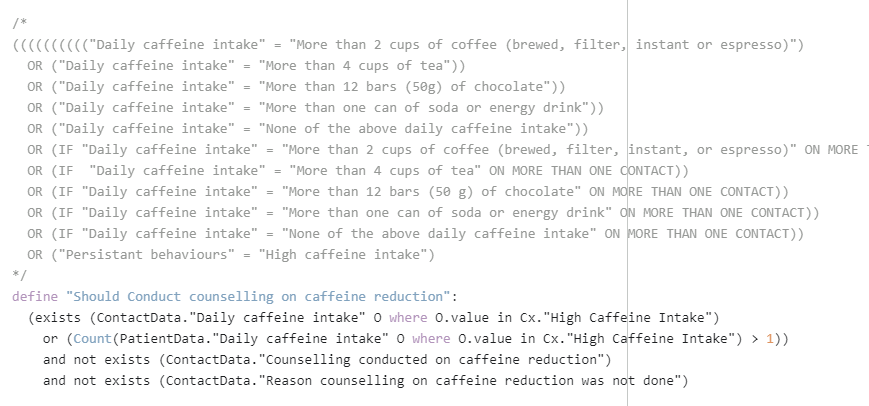 /*
(((((((((("Daily caffeine intake" = "More than 2 cups of coffee (brewed, filter, instant or espresso)")
OR ("Daily caffeine intake" = "More than 4 cups of tea"))
OR ("Daily caffeine intake" = "More than 12 bars (50g) of chocolate"))
OR ("Daily caffeine intake" = "More than one can of soda or energy drink"))
OR ("Daily caffeine intake" = "None of the above daily caffeine intake"))
OR (IF "Daily caffeine intake" = "More than 2 cups of coffee (brewed, filter, instant, or espresso)" ON MORE
OR (IF  "Daily caffeine intake" = "More than 4 cups of tea" ON MORE THAN ONE CONTACT))
OR (IF "Daily caffeine intake" = "More than 12 bars (50 g) of chocolate" ON MORE THAN ONE CONTACT))
OR (IF "Daily caffeine intake" = "More than one can of soda or energy drink" ON MORE THAN ONE CONTACT))
OR (IF "Daily caffeine intake" = "None of the above daily caffeine intake" ON MORE THAN ONE CONTACT))
OR ("Persistant behaviours" = "High caffeine intake")
*/
define "Should Conduct counselling on caffeine reduction":
(exists (ContactData."Daily caffeine intake" O where O.value in Cx."High Caffeine Intake")
or (Count(PatientData."Daily caffeine intake" O where O.value in Cx."High Caffeine Intake") > 1))
and not exists (ContactData."Counselling conducted on caffeine reduction")
and not exists (ContactData."Reason counselling on caffeine reduction was not done")